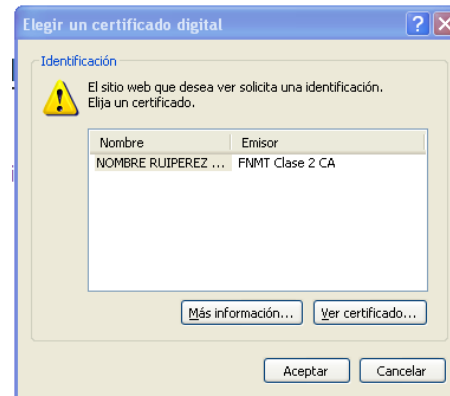 Elegir un certificado digital
Identificación
El sitio web que desea ver solicita una identificación.
Elija un certificado.
Nombre Emisor
NOMBRE RUIPEREZ ... FNMT Clase 2 CA
Más información... Ver certificado...
Aceptar Cancelar